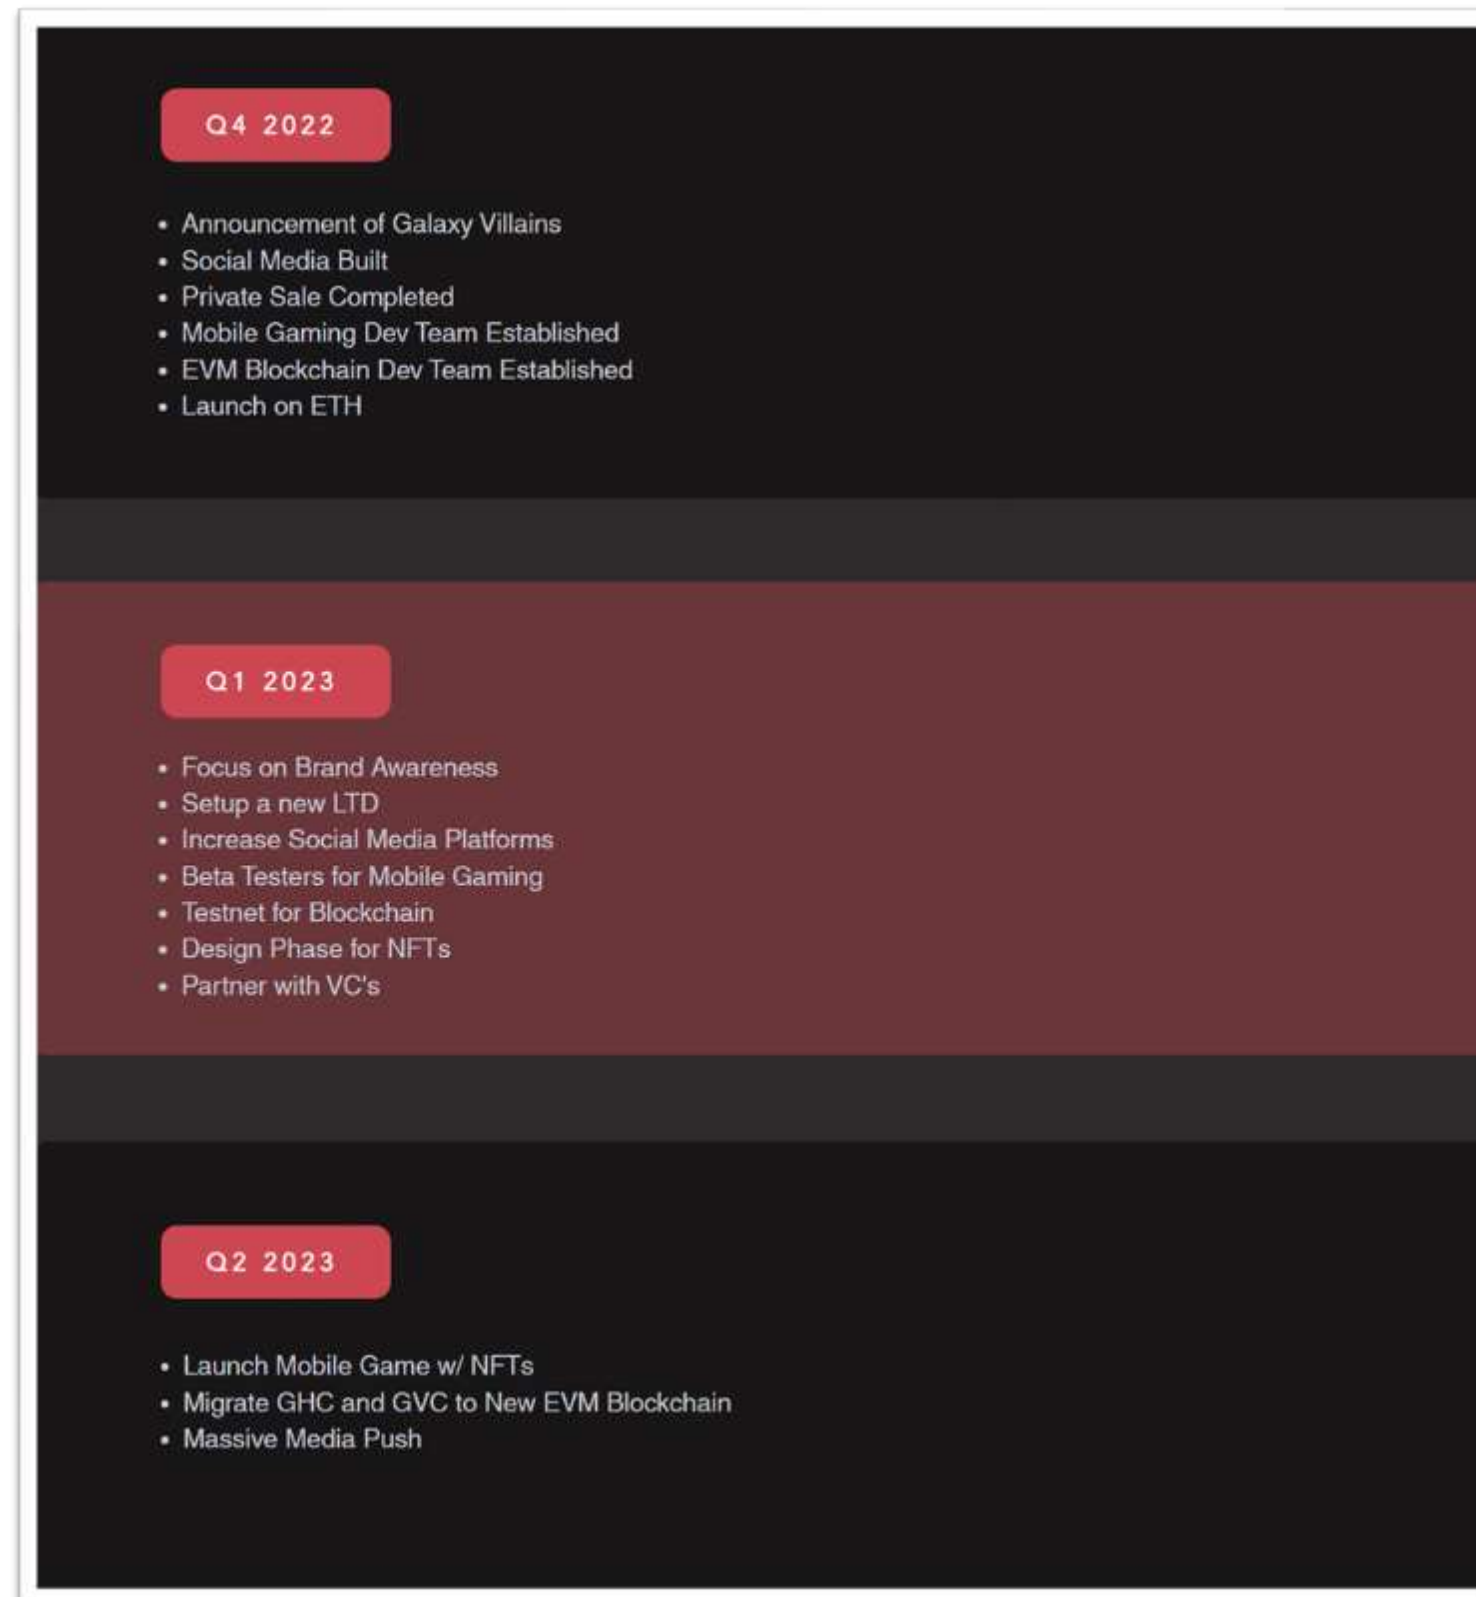 Q4 2022
• Announcement of Galaxy Villains
• Social Media Built
• Private Sale Completed
• Mobile Gaming Dev Team Established
• EVM Blockchain Dev Team Established
• Launch on ETH
Q1 2023
• Focus on Brand Awareness
• Setup a new LTD
• Increase Social Media Platforms
• Beta Testers for Mobile Gaming
• Testnet for Blockchain
• Design Phase for NFTs
• Partner with VC's
Q2 2023
• Launch Mobile Game w/ NFTs
• Migrate GHC and GVC to New EVM Blockchain
• Massive Media Push